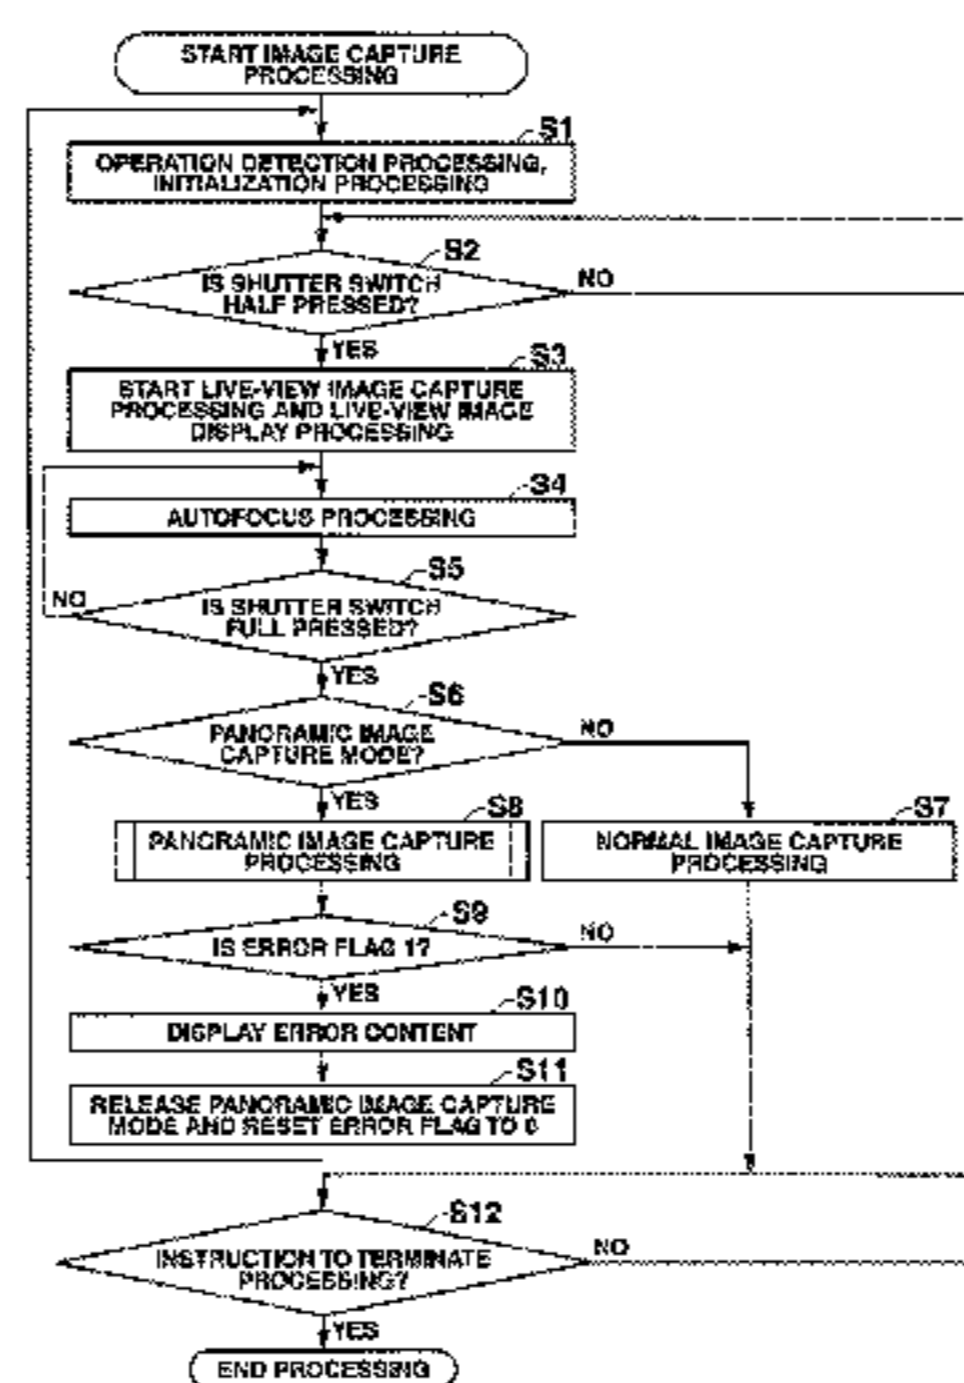 START IMAGE CAPTURE
PROCESSING
S1
OPERATION DETECTION PROCESSING,
INITIALIZATION PROCESSING
S2
IS SHUTTER SWITCH
HALF PRESSED?
NO
YES
S3
START LIVE-VIEW IMAGE CAPTURE
PROCESSING AND LIVE-VIEW IMAGE
DISPLAY PROCESSING
S4
AUTOFOCUS PROCESSING
S5
NO
IS SHUTTER SWITCH
FULL PRESSED?
YES
S6
PANORAMIC IMAGE
CAPTURE MODE?
NO
YES
S8
PANORAMIC IMAGE CAPTURE
PROCESSING
S7
NORMAL IMAGE CAPTURE
PROCESSING
S9
IS ERROR FLAG 1?
NO
YES
S10
DISPLAY ERROR CONTENT
S11
RELEASE PANORAMIC IMAGE CAPTURE
MODE AND RESET ERROR FLAG TO 0
S12
INSTRUCTION TO TERMINATE
PROCESSING?
NO
YES
END PROCESSING